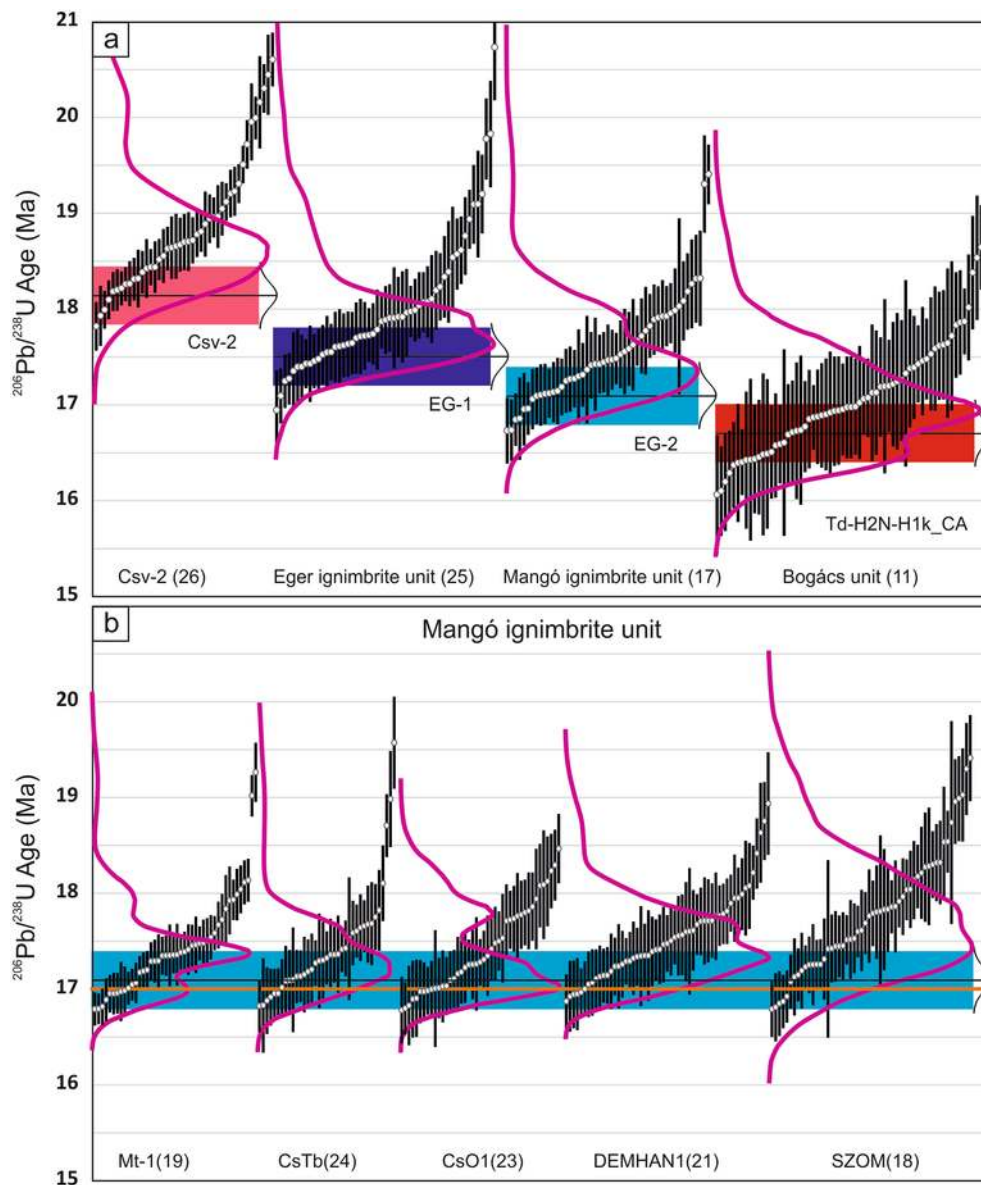 a
21
20
19
18
17
16
15
²⁰⁶Pb/²³⁸U Age (Ma)
Csv-2
EG-1
EG-2
Td-H2N-H1k_CA
Csv-2 (26) Eger ignimbrite unit (25) Mangó ignimbrite unit (17) Bogács unit (11)
b
Mangó ignimbrite unit
20
19
18
17
16
15
²⁰⁶Pb/²³⁸U Age (Ma)
Mt-1(19) CsTb(24) CsO1(23) DEMHAN1(21) SZOM(18)